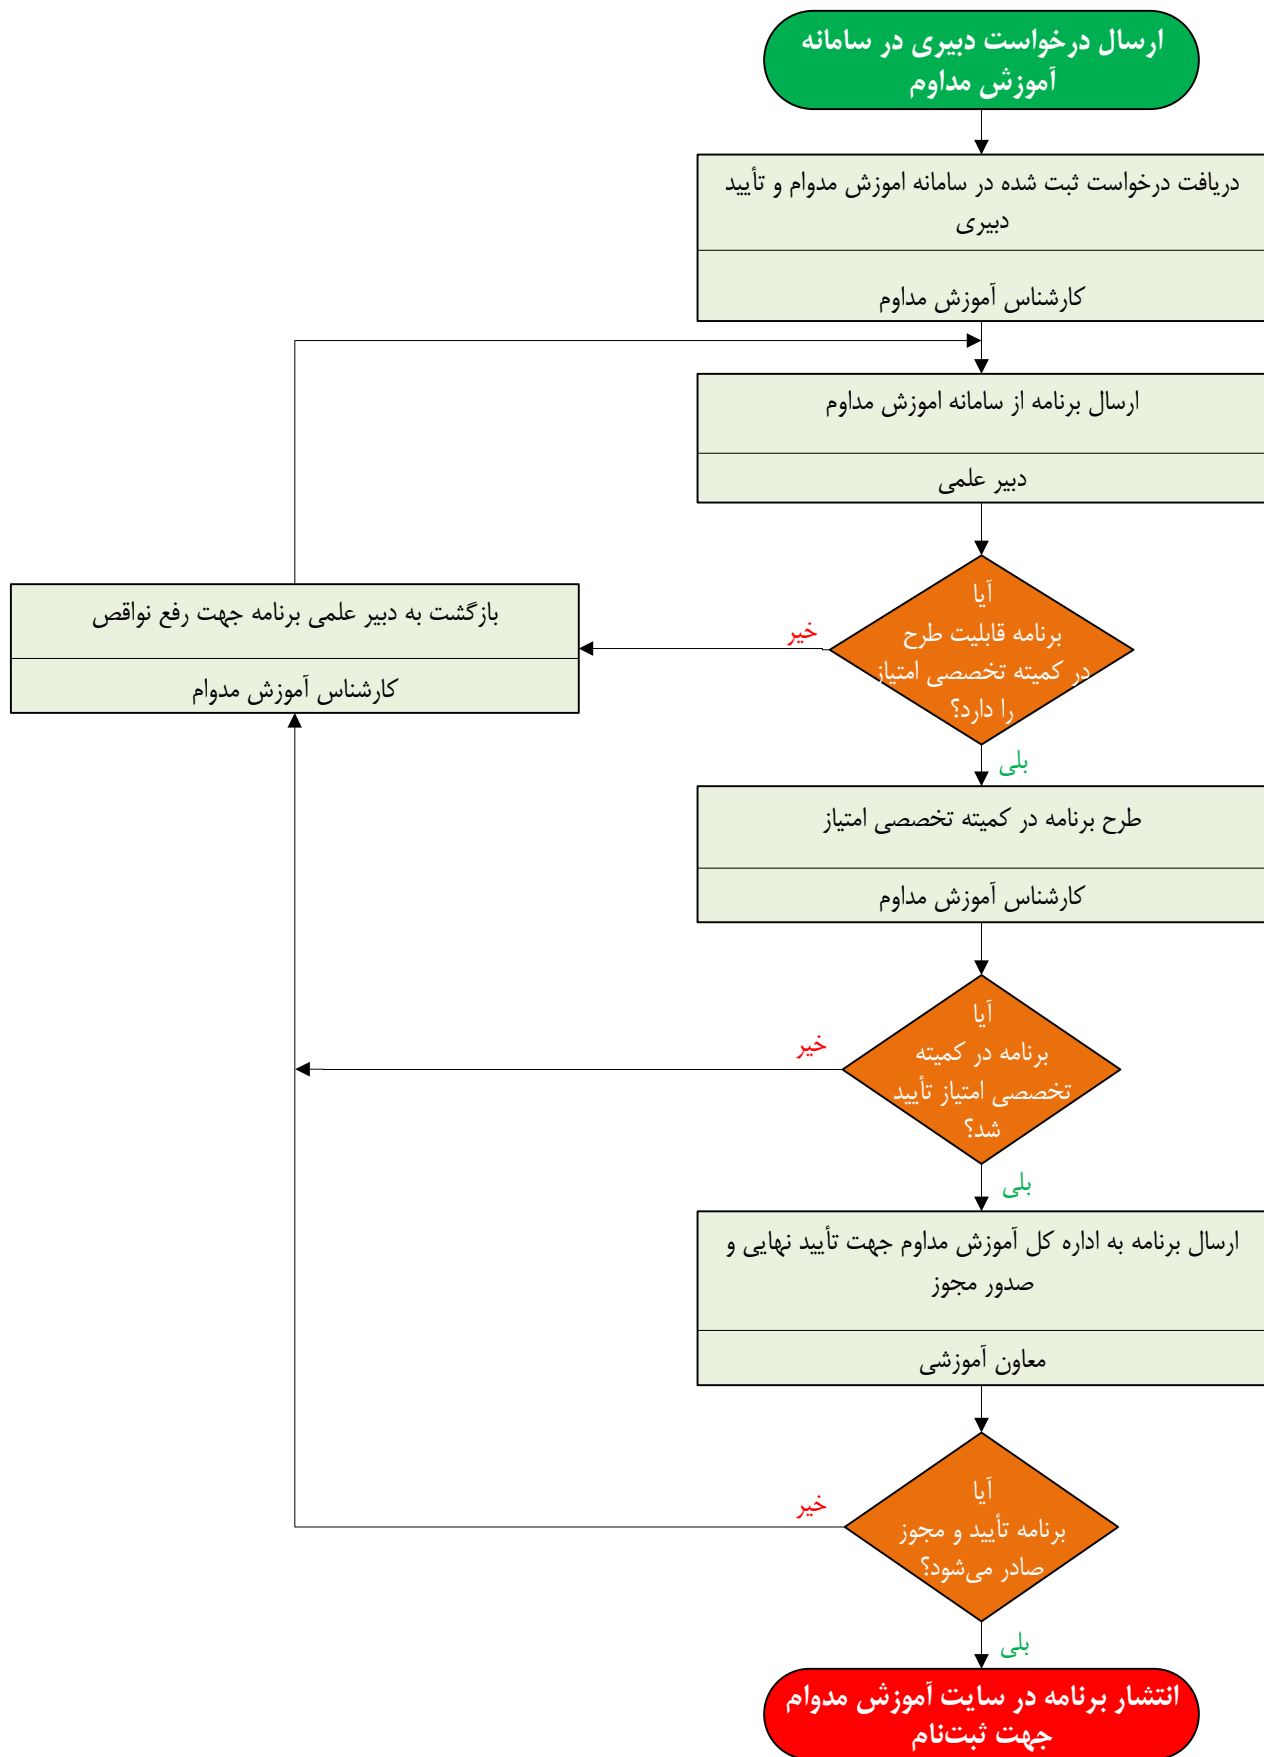 ارسال درخواست دبیری در سامانه
آموزش مداوم
دریافت درخواست ثبت شده در سامانه اموزش مدوام و تأیید
دبیری
کارشناس آموزش مداوم
ارسال برنامه از سامانه اموزش مداوم
دبیر علمی
آیا
برنامه قابلیت طرح
در کمیته تخصصی امتیاز
را دارد؟
خیر
بازگشت به دبیر علمی برنامه جهت رفع نواقص
کارشناس آموزش مدوام
بلی
طرح برنامه در کمیته تخصصی امتیاز
کارشناس آموزش مداوم
آیا
برنامه در کمیته
تخصصی امتیاز تأیید
شد؟
خیر
بلی
ارسال برنامه به اداره کل آموزش مداوم جهت تأیید نهایی و
صدور مجوز
معاون آموزشی
آیا
برنامه تأیید و مجوز
صادر می‌شود؟
خیر
بلی
انتشار برنامه در سایت آموزش مدوام
جهت ثبت‌نام